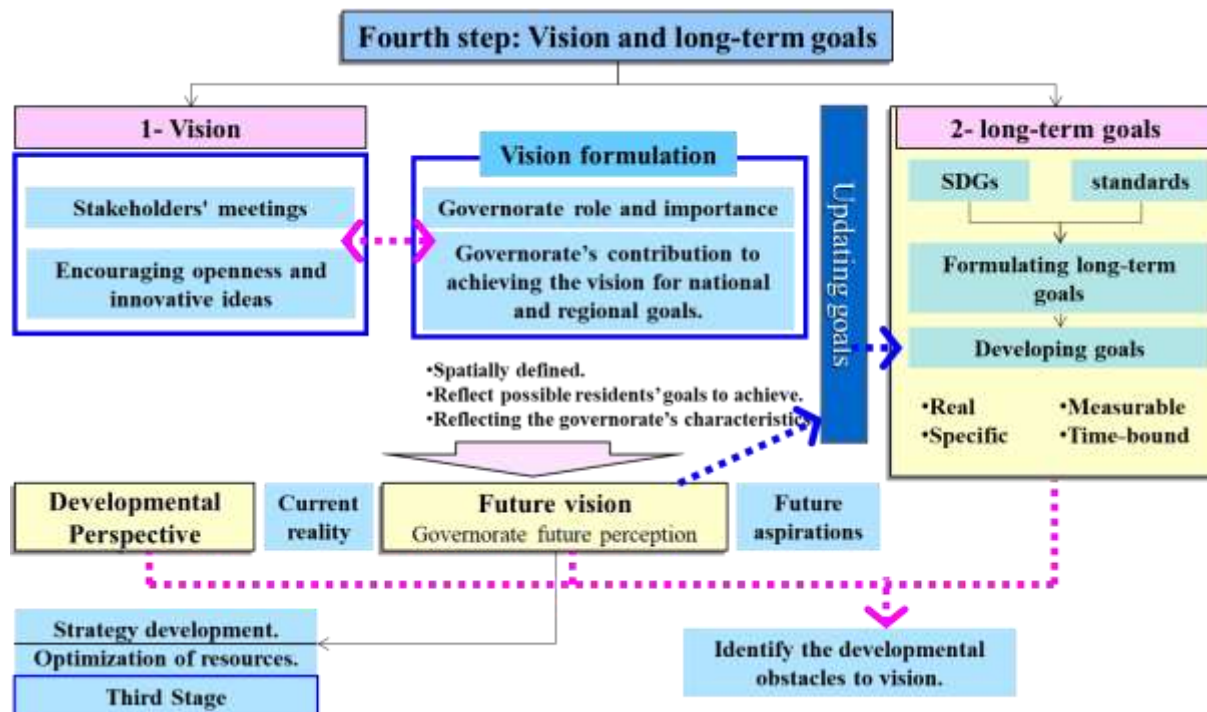 Fourth step: Vision and long-term goals
1- Vision
Stakeholders' meetings
Encouraging openness and
innovative ideas
Vision formulation
Governorate role and importance
Governorate’s contribution to
achieving the vision for national
and regional goals.
•Spatially defined.
•Reflect possible residents’ goals to achieve.
•Reflecting the governorate’s characteristics
Updating goals
2- long-term goals
SDGs
standards
Formulating long-term
goals
Developing goals
•Real
•Measurable
•Specific
•Time-bound
Developmental
Perspective
Current
reality
Future vision
Governorate future perception
Future
aspirations
Strategy development.
Optimization of resources.
Third Stage
Identify the developmental
obstacles to vision.